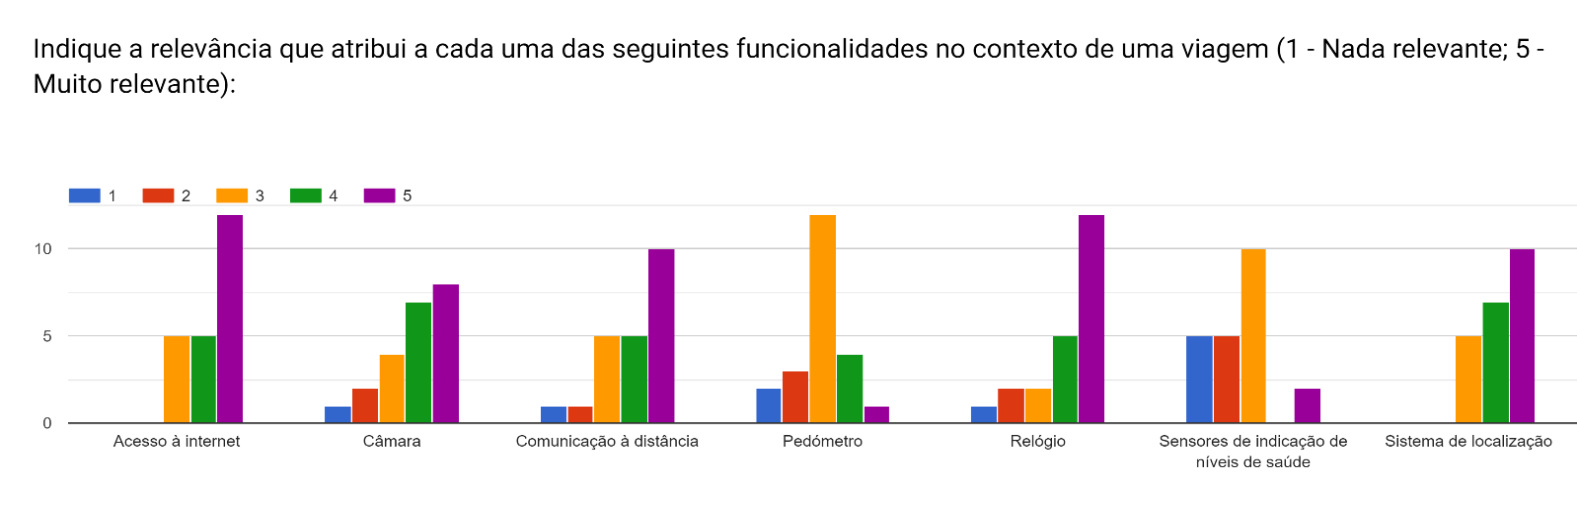 Indique a relevância que atribui a cada uma das seguintes funcionalidades no contexto de uma viagem (1 - Nada relevante; 5 -
Muito relevante):
1 2 3 4 5
10
5
0
Acesso à internet Câmara Comunicação à distância Pedómetro Relógio Sensores de indicação de Sistema de localização
níveis de saúde